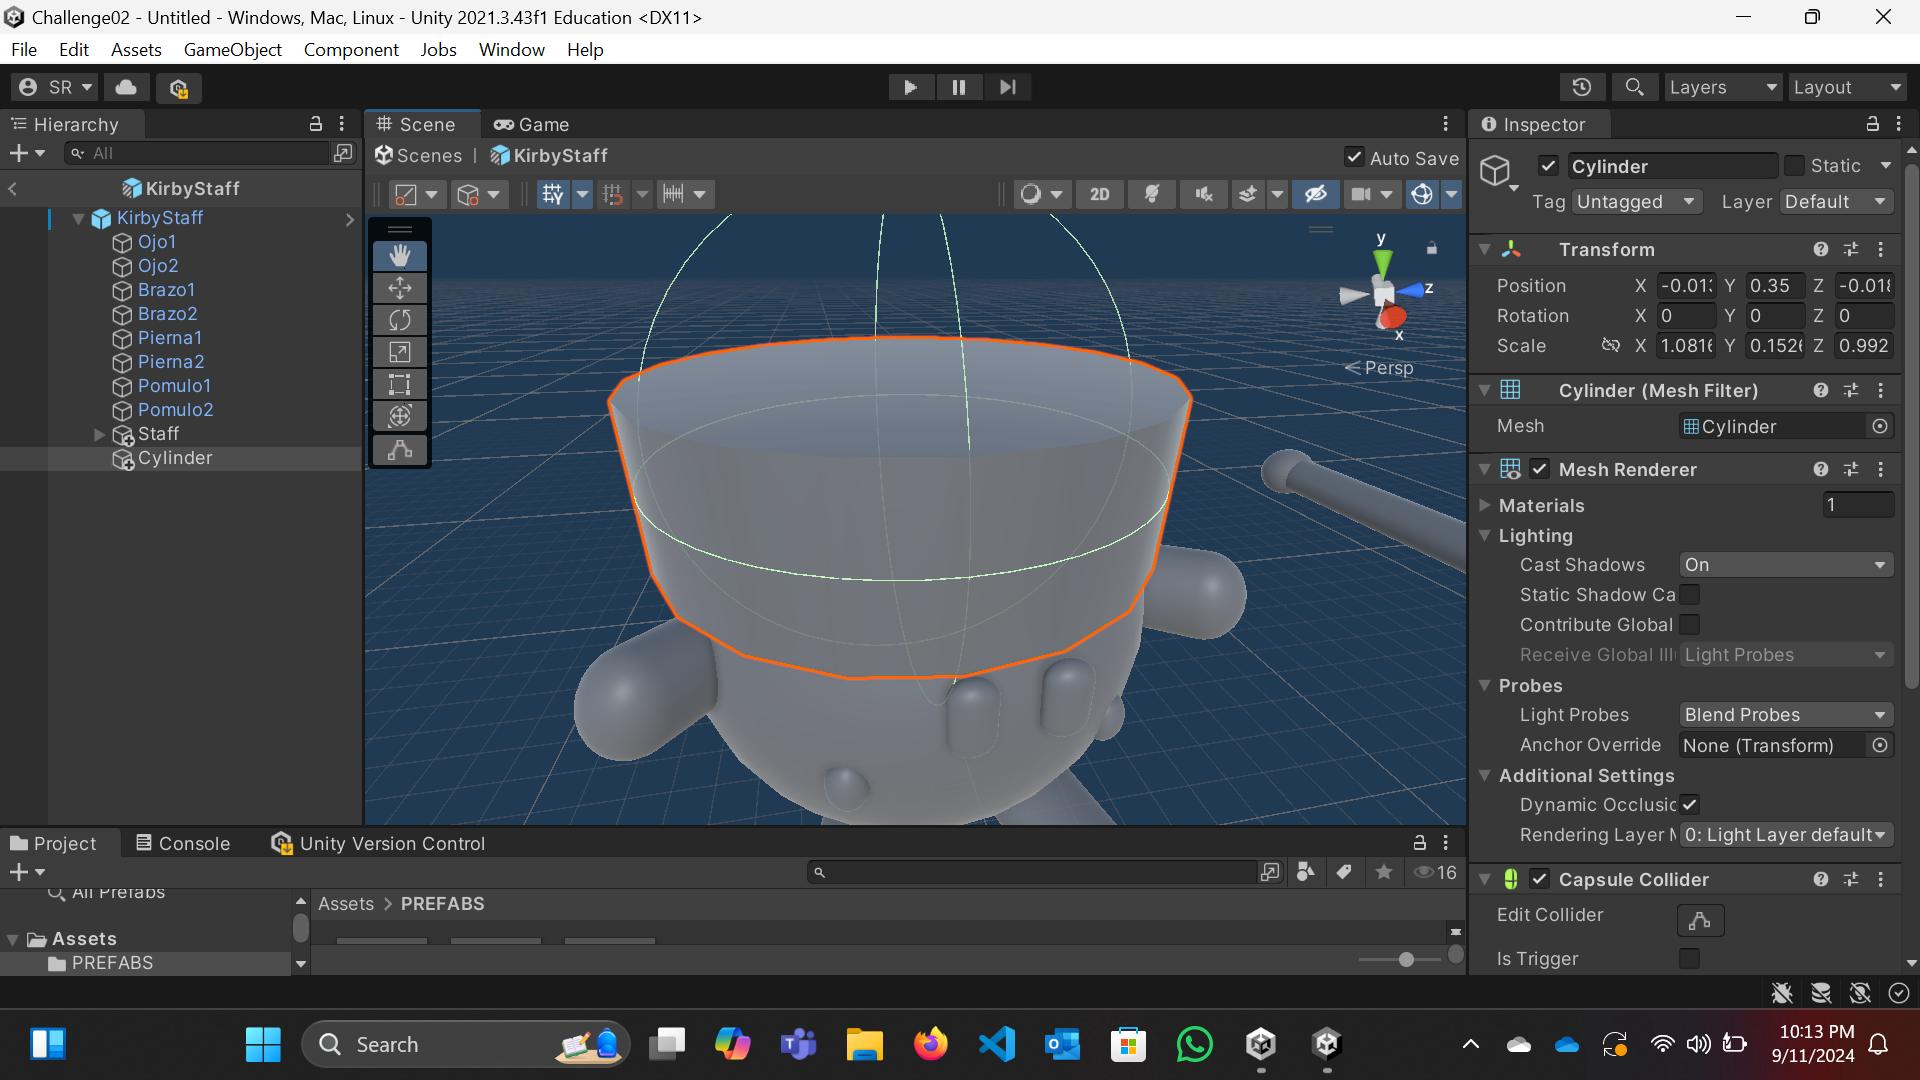 Challenge02 - Untitled - Windows, Mac, Linux - Unity 2021.3.43f1 Education <DX11>
File Edit Assets GameObject Component Jobs Window Help
SR Layers Layout
Hierarchy
All
KirbyStaff
KirbyStaff
Ojo1
Ojo2
Brazo1
Brazo2
Pierna1
Pierna2
Pomulo1
Pomulo2
Staff
Cylinder
Scene Game
Scenes | KirbyStaff Auto Save
2D
y
z
x
Persp
Inspector
Cylinder Static
Tag Untagged Layer Default
Transform
Position X -0.01 Y 0.35 Z -0.018
Rotation X 0 Y 0 Z 0
Scale X 1.0816 Y 0.1526 Z 0.992
Cylinder (Mesh Filter)
Mesh Cylinder
Mesh Renderer
Materials 1
Lighting
Cast Shadows On
Static Shadow Ca
Contribute Global
Receive Global Ill Light Probes
Probes
Light Probes Blend Probes
Anchor Override None (Transform)
Additional Settings
Dynamic Occlusic
Rendering Layer M 0: Light Layer default
Capsule Collider
Edit Collider
Is Trigger
Project Console Unity Version Control
16
All Prefabs
Assets
PREFABS
Assets > PREFABS
Search
10:13 PM
9/11/2024